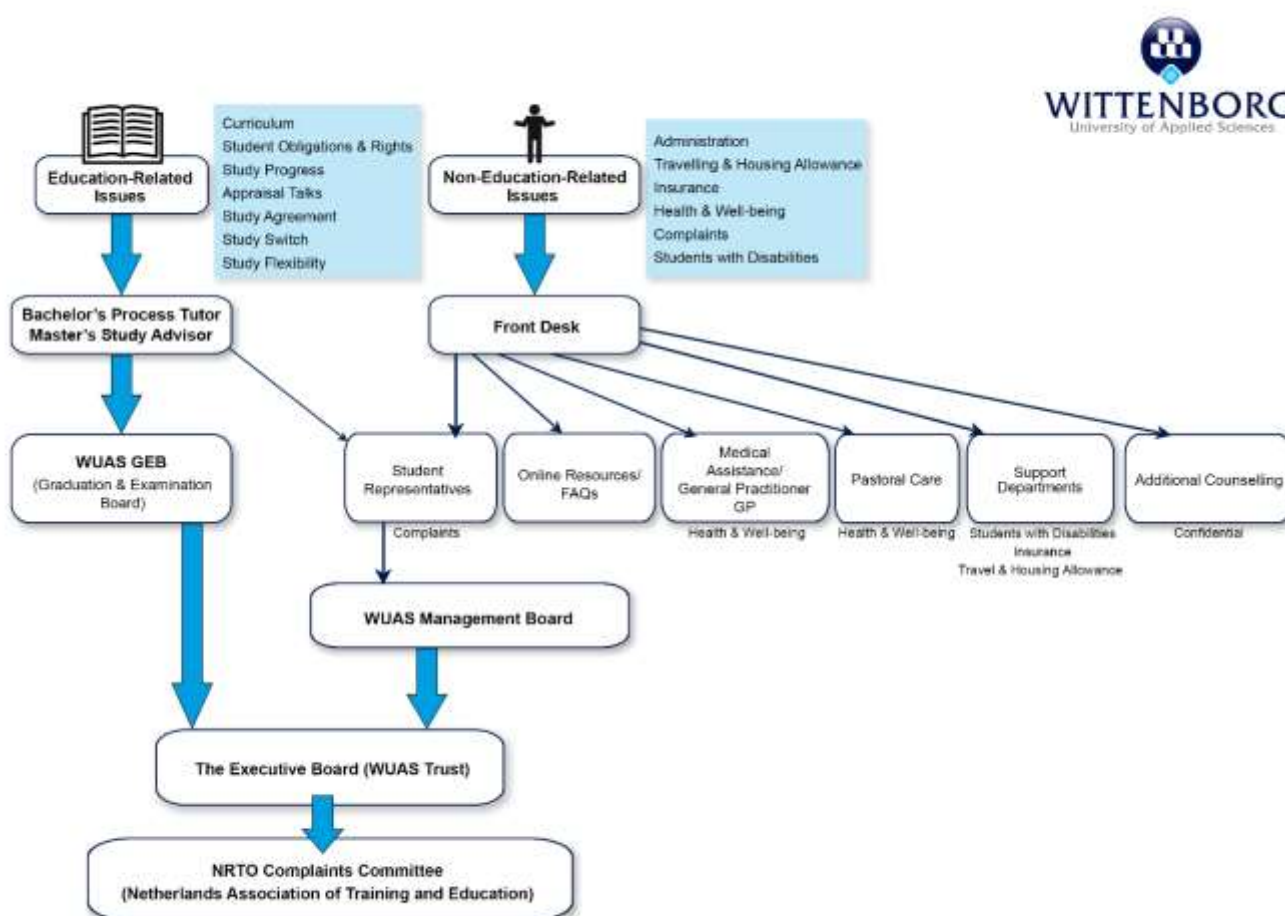 WITTENBORG
University of Applied Sciences
Education-Related
Issues
Curriculum
Student Obligations & Rights
Study Progress
Appraisal Talks
Study Agreement
Study Switch
Study Flexibility
Non-Education-Related
Issues
Administration
Travelling & Housing Allowance
Insurance
Health & Well-being
Complaints
Students with Disabilities
Bachelor's Process Tutor
Master's Study Advisor
Front Desk
WUAS GEB
(Graduation & Examination
Board)
Student
Representatives
Complaints
Online Resources/
FAQs
Medical
Assistance/
General Practitioner
GP
Health & Well-being
Pastoral Care
Health & Well-being
Support
Departments
Students with Disabilities
Insurance
Travel & Housing Allowance
Additional Counselling
Confidential
WUAS Management Board
The Executive Board (WUAS Trust)
NRTO Complaints Committee
(Netherlands Association of Training and Education)